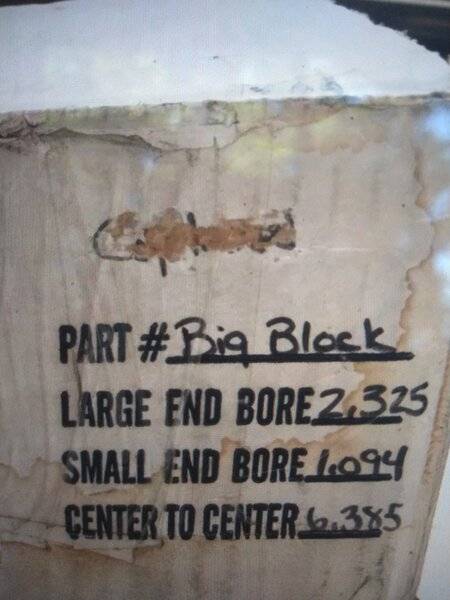 PART # Big Block
LARGE END BORE 2.325
SMALL END BORE 1.094
CENTER TO CENTER 6.385